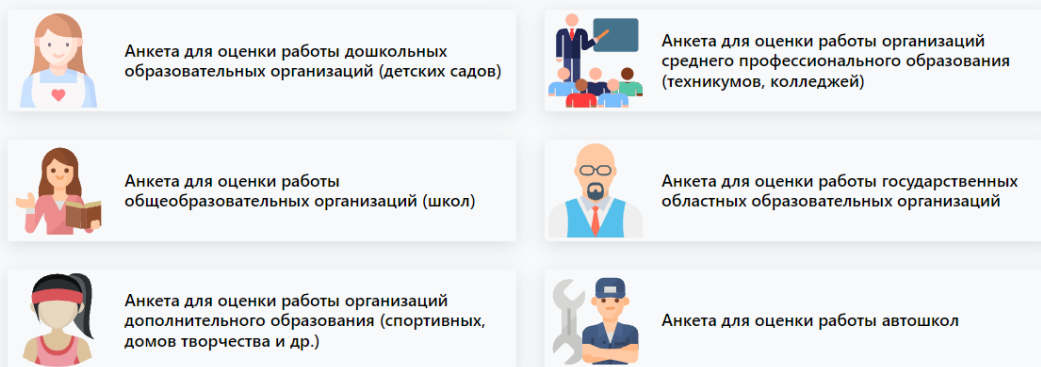 Анкета для оценки работы дошкольных
образовательных организаций (детских садов)
Анкета для оценки работы организаций
среднего профессионального образования
(техникумов, колледжей)
Анкета для оценки работы
общеобразовательных организаций (школ)
Анкета для оценки работы государственных
областных образовательных организаций
Анкета для оценки работы организаций
дополнительного образования (спортивных,
домов творчества и др.)
Анкета для оценки работы автошкол